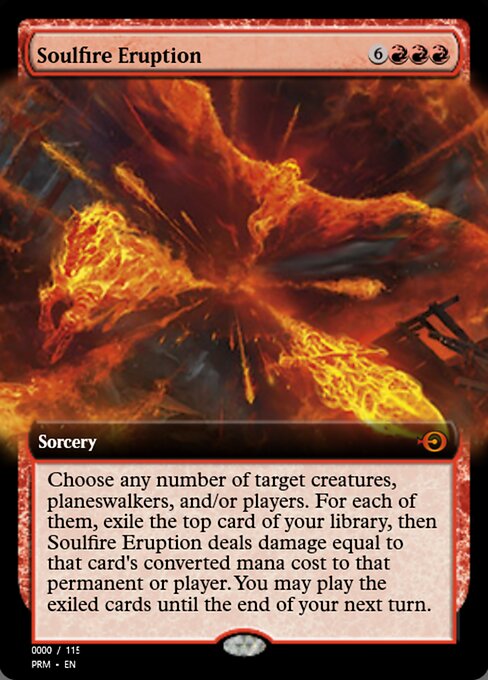 Soulfire Eruption 6
Sorcery
Choose any number of target creatures,
planeswalkers, and/or players. For each of
them, exile the top card of your library, then
Soulfire Eruption deals damage equal to
that card's converted mana cost to that
permanent or player. You may play the
exiled cards until the end of your next turn.
0000 / 115
PRM • EN